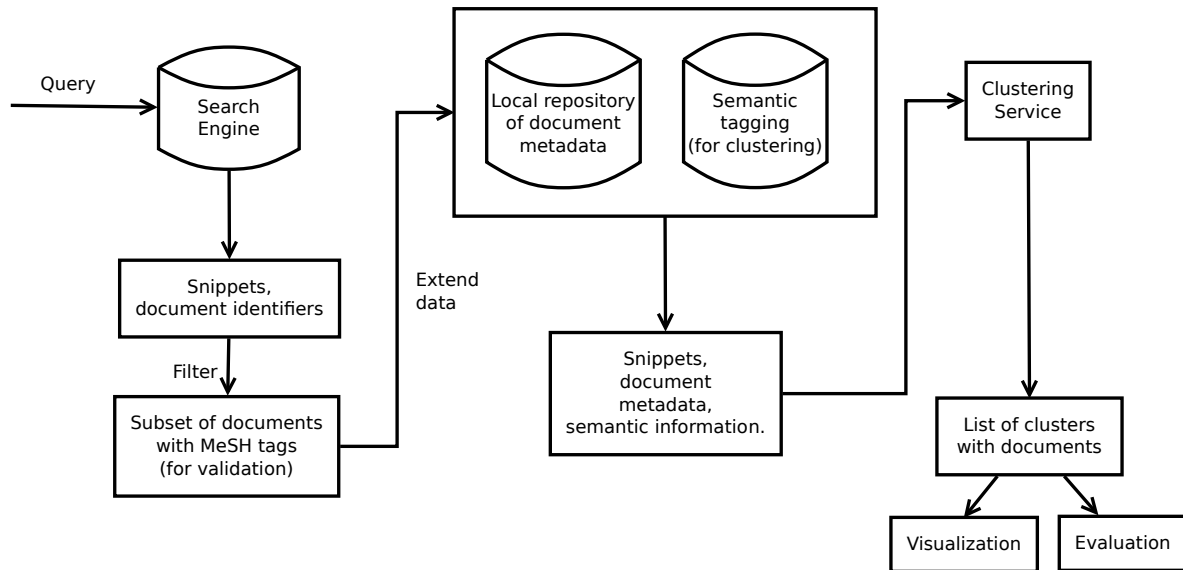 Query
Search
Engine
Snippets,
document identifiers
Filter
Subset of documents
with MeSH tags
(for validation)
Extend
data
Local repository
of document
metadata
Semantic
tagging
(for clustering)
Snippets,
document
metadata,
semantic information.
Clustering
Service
List of clusters
with documents
Visualization
Evaluation